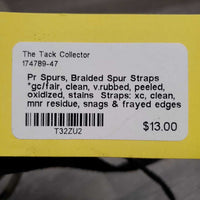 The Tack Collector
174789-47
Pr Spurs, Braided Spur Straps
*gc/fair, clean, v.rubbed, peeled,
oxidized, stains  Straps: xc, clean,
mnr residue, snags & frayed edges
T32ZU2
$13.00